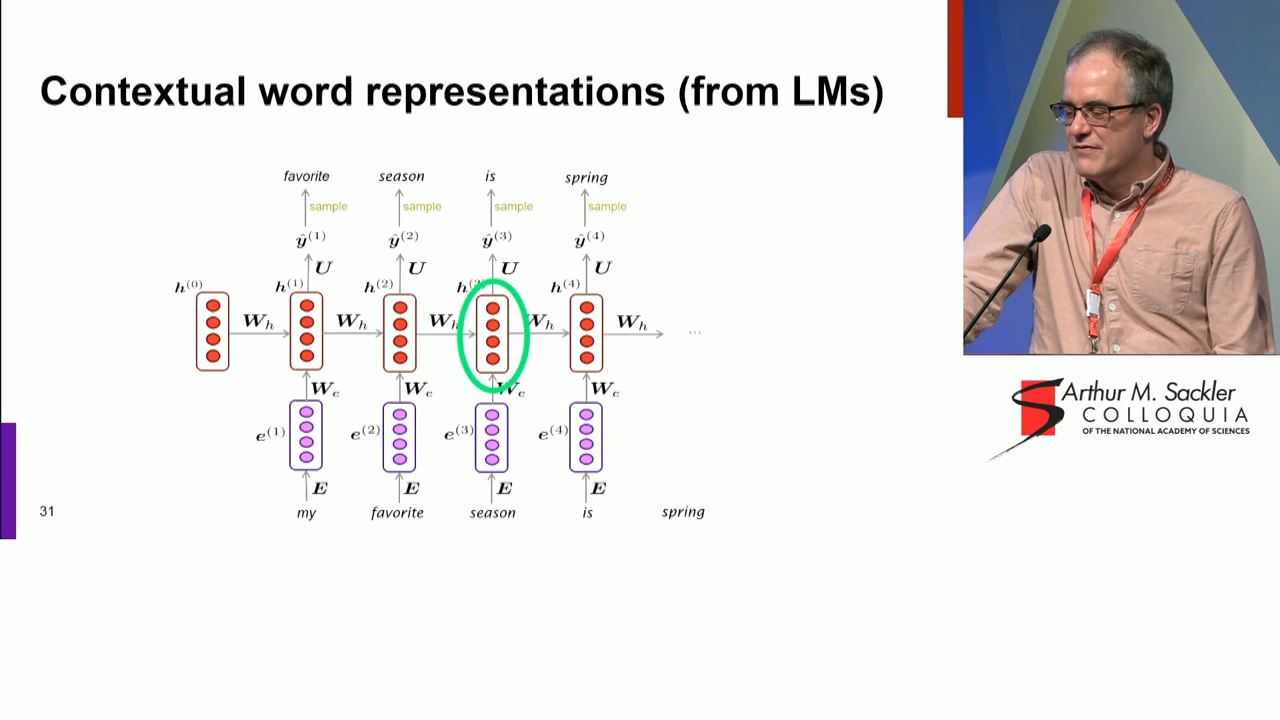 Contextual word representations (from LMs)
favorite season is spring
sample sample sample sample
ŷ(1) ŷ(2) ŷ(3) ŷ(4)
U U U U
h(0) h(1) h(2) h(4)
Wh Wh Wh Wh Wh ...
We We We We
e(1) e(2) e(3) e(4)
E E E E
31 my favorite season is spring
Arthur M. Sackler
COLLOQUIA
OF THE NATIONAL ACADEMY OF SCIENCES